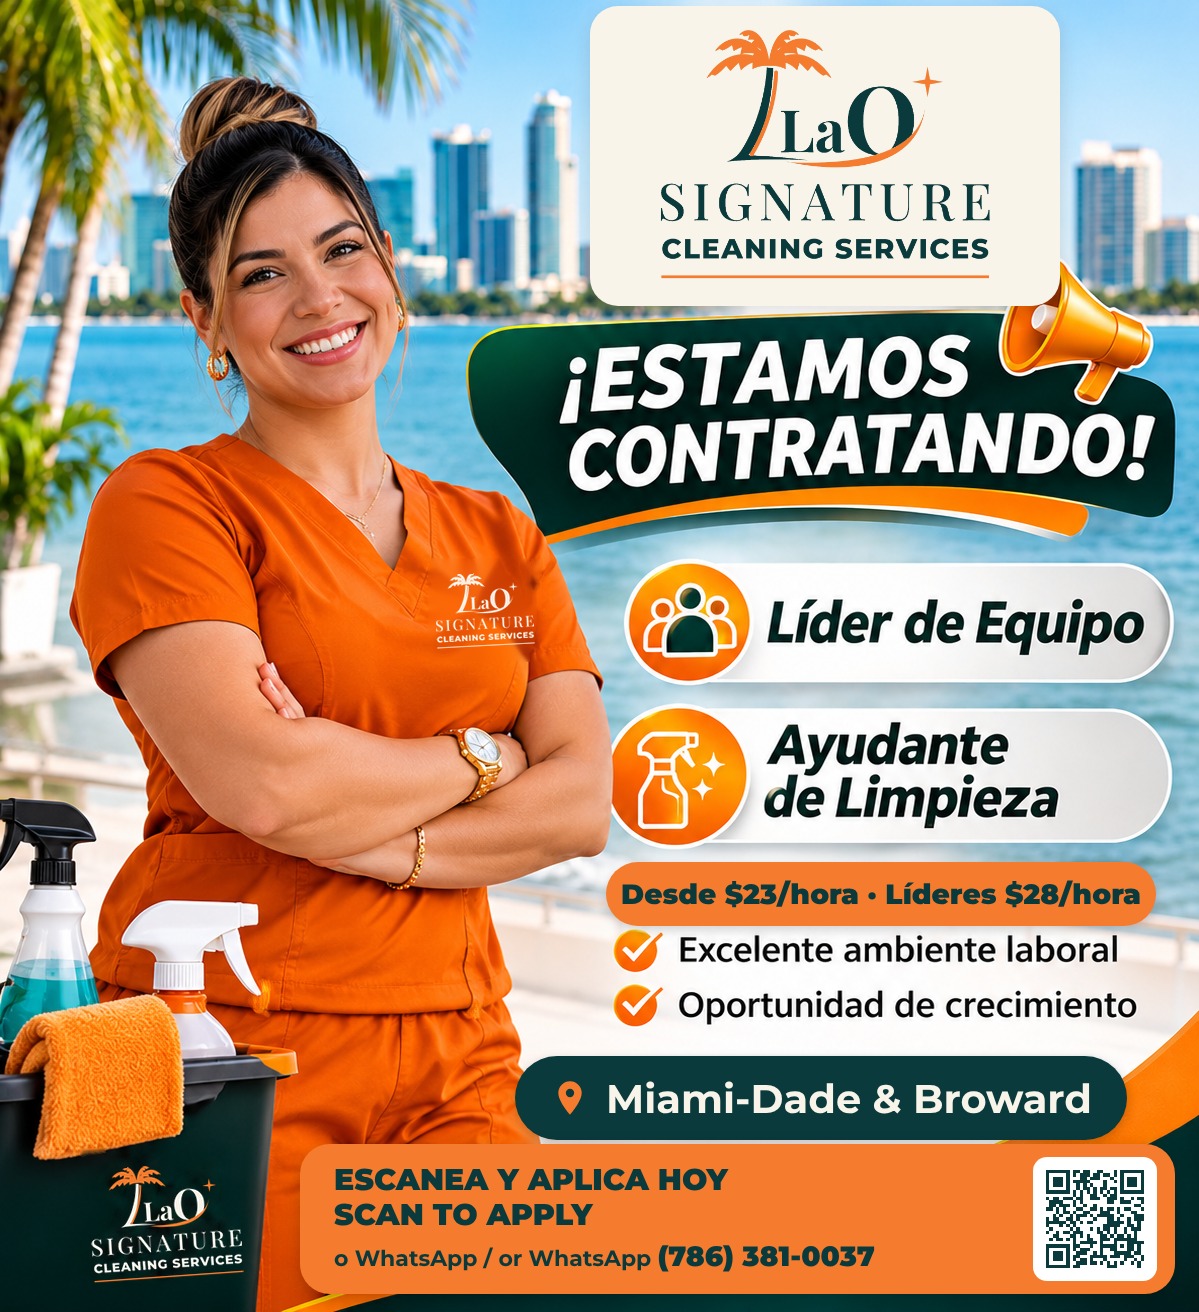 LaO
SIGNATURE
CLEANING SERVICES
¡ESTAMOS
CONTRATANDO!
LaO
SIGNATURE
CLEANING SERVICES
Líder de Equipo
Ayudante
de Limpieza
Desde $23/hora · Líderes $28/hora
Excelente ambiente laboral
Oportunidad de crecimiento
Miami-Dade & Broward
ESCANEA Y APLICA HOY
SCAN TO APPLY
o WhatsApp / or WhatsApp (786) 381-0037
LaO
SIGNATURE
CLEANING SERVICES